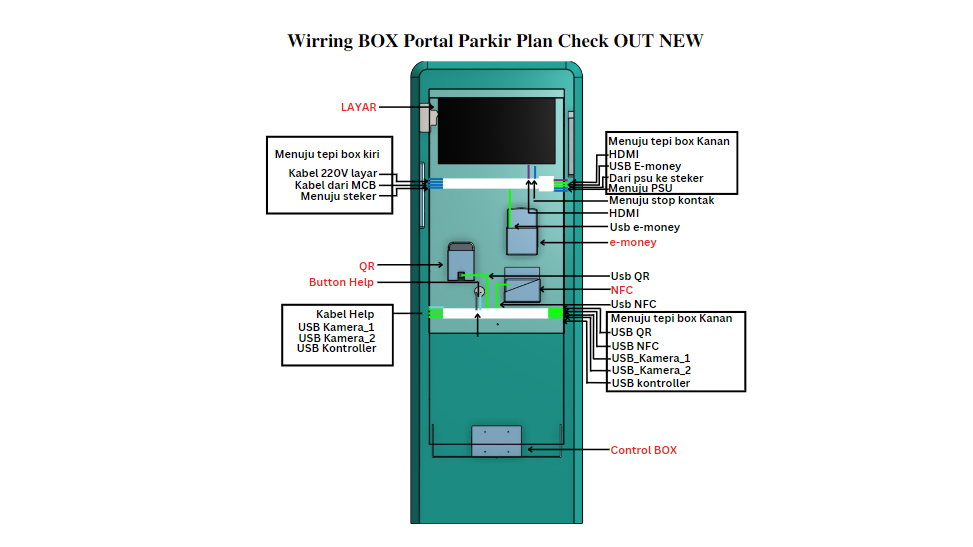 Wirring BOX Portal Parkir Plan Check OUT NEW
LAYAR
Menuju tepi box kiri
Kabel 220V layar
Kabel dari MCB
Menuju steker
Menuju tepi box Kanan
HDMI
USB E-money
Dari psu ke steker
Menuju PSU
Menuju stop kontak
HDMI
Usb e-money
e-money
QR
Button Help
Usb QR
NFC
Usb NFC
Kabel Help
USB Kamera_1
USB Kamera_2
USB Kontroller
Menuju tepi box Kanan
USB QR
USB NFC
USB_Kamera_1
USB_Kamera_2
USB kontroller
Control BOX